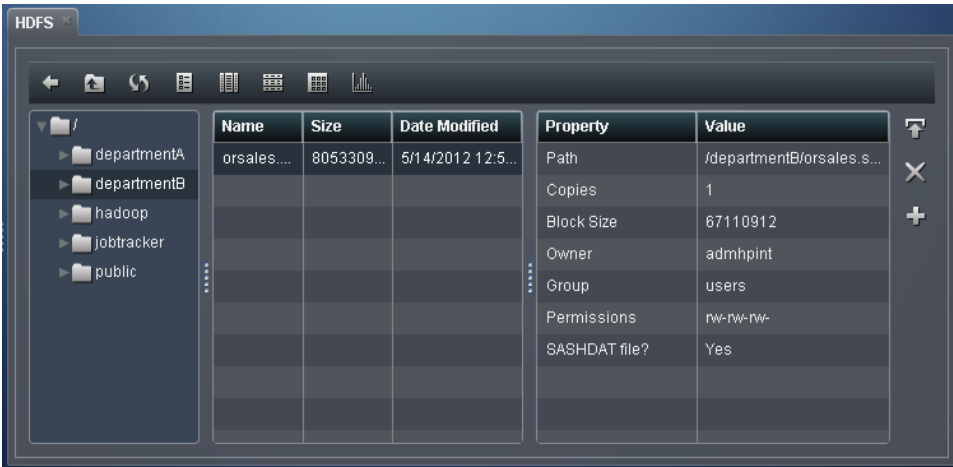 HDFS
/
departmentA
departmentB
hadoop
jobtracker
public
Name Size Date Modified
orsales.... 8053309... 5/14/2012 12:5...
Property Value
Path /departmentB/orsales.s...
Copies 1
Block Size 67110912
Owner admhpint
Group users
Permissions rw-rw-rw-
SASHDAT file? Yes